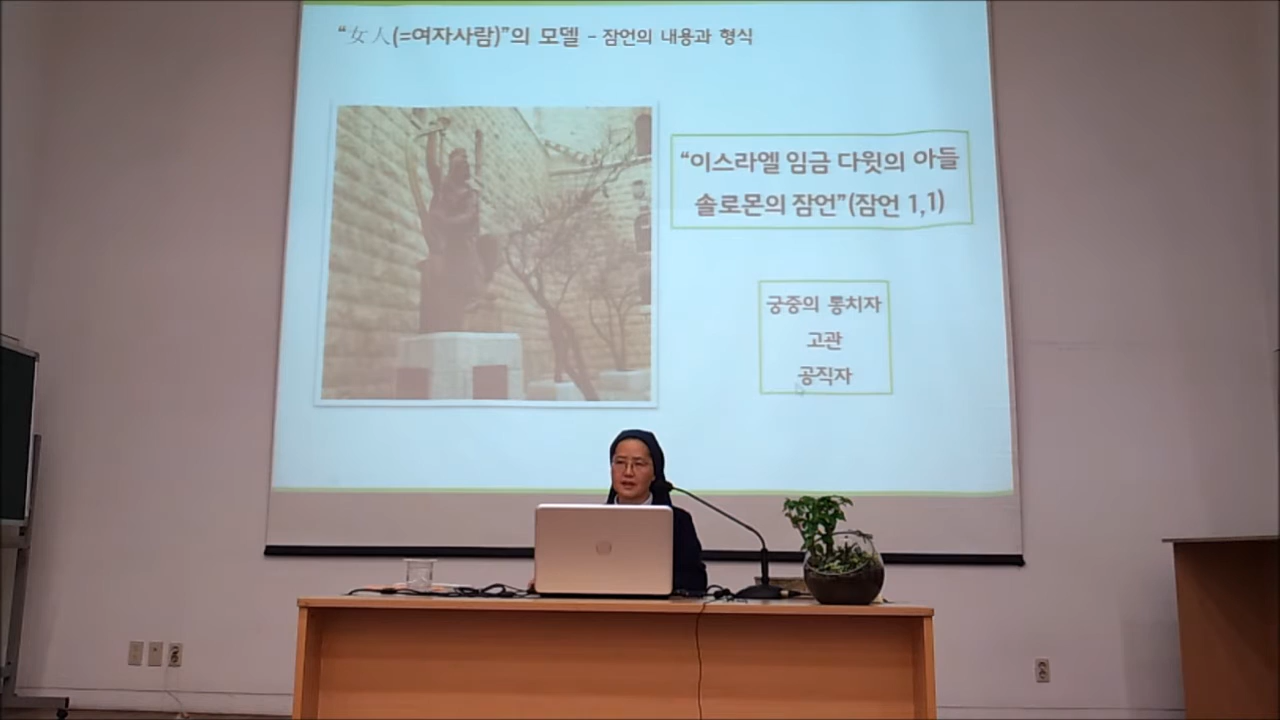 “女人(=여자사람)”의 모델 - 잠언의 내용과 형식
“이스라엘 임금 다윗의 아들
솔로몬의 잠언”(잠언 1,1)
궁중의 통치자
고관
공직자